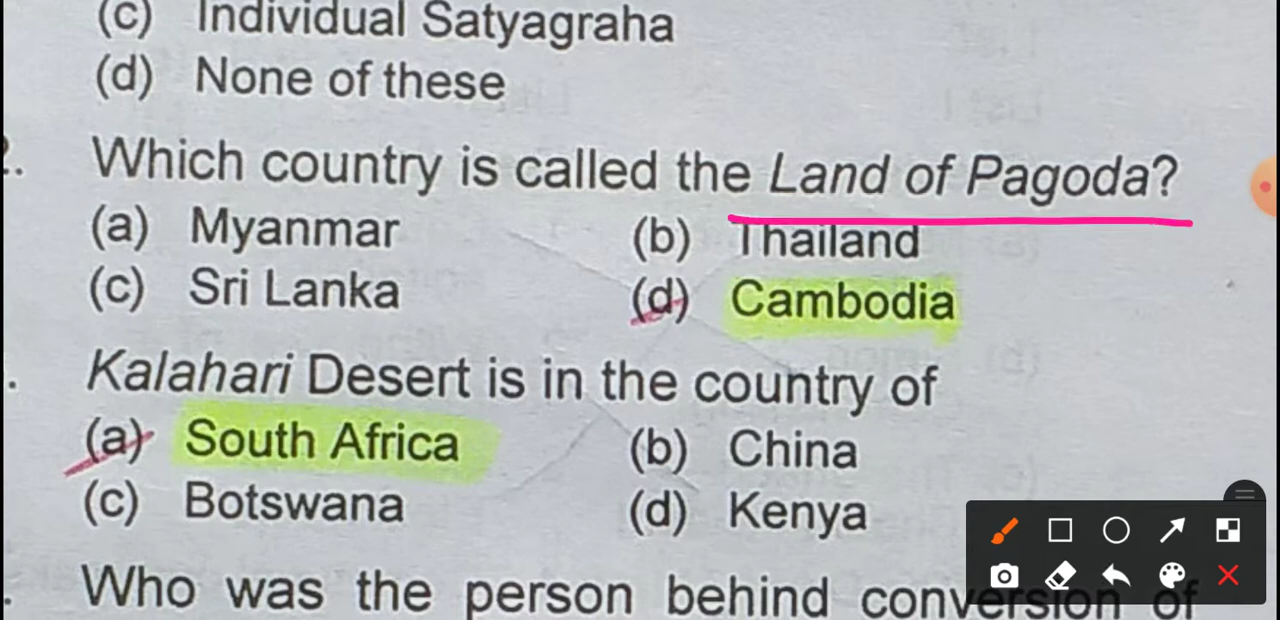 (c) Individual Satyagraha
(d) None of these
2. Which country is called the Land of Pagoda?
(a) Myanmar (b) Thailand
(c) Sri Lanka (d) Cambodia
. Kalahari Desert is in the country of
(a) South Africa (b) China
(c) Botswana (d) Kenya
. Who was the person behind conversion of